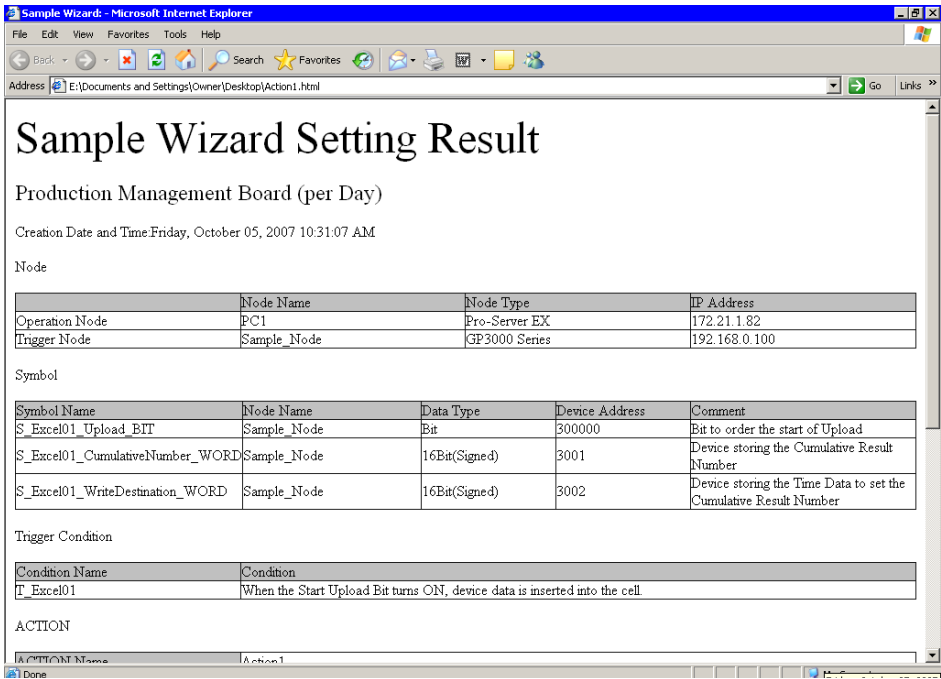 Sample Wizard: - Microsoft Internet Explorer
File Edit View Favorites Tools Help
Back Search Favorites
Address E:\Documents and Settings\Owner\Desktop\Action1.html Go Links »
Sample Wizard Setting Result
Production Management Board (per Day)
Creation Date and Time:Friday, October 05, 2007 10:31:07 AM
Node
Node Name Node Type IP Address
Operation Node PC1 Pro-Server EX 172.21.1.82
Trigger Node Sample_Node GP3000 Series 192.168.0.100
Symbol
Symbol Name Node Name Data Type Device Address Comment
S_Excel01_Upload_BIT Sample_Node Bit 300000 Bit to order the start of Upload
S_Excel01_CumulativeNumber_WORD Sample_Node 16Bit(Signed) 3001 Device storing the Cumulative Result
Number
S_Excel01_WriteDestination_WORD Sample_Node 16Bit(Signed) 3002 Device storing the Time Data to set the
Cumulative Result Number
Trigger Condition
Condition Name Condition
T_Excel01 When the Start Upload Bit turns ON, device data is inserted into the cell.
ACTION
ACTION Name Action1
Done